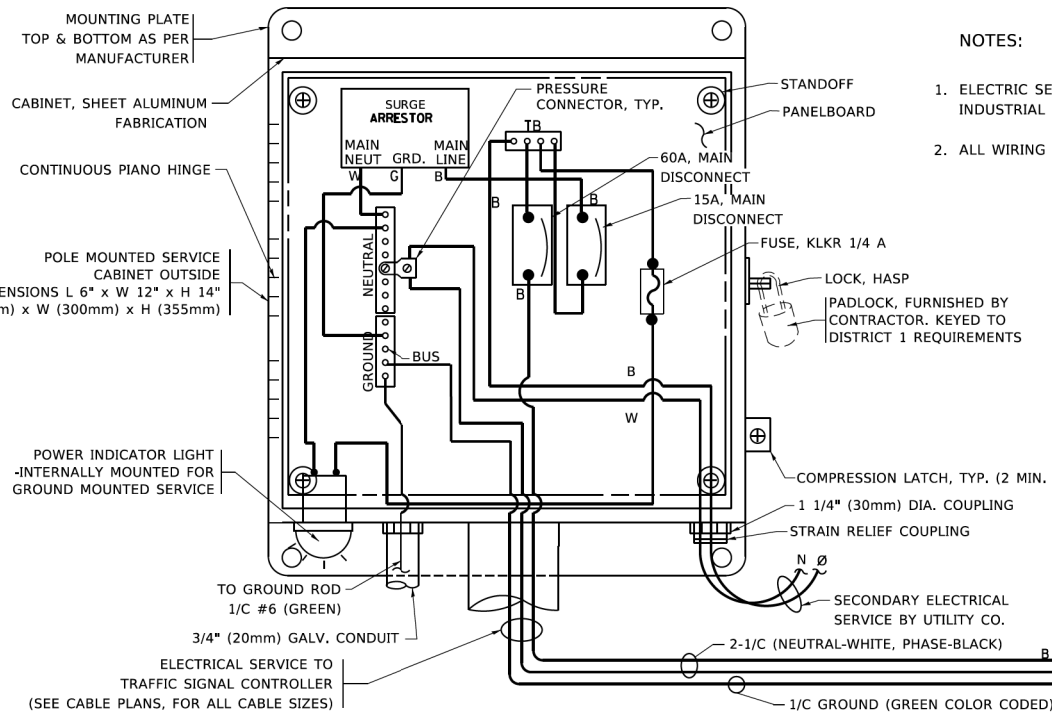 MOUNTING PLATE
TOP & BOTTOM AS PER
MANUFACTURER
CABINET, SHEET ALUMINUM
FABRICATION
CONTINUOUS PIANO HINGE
POLE MOUNTED SERVICE
CABINET OUTSIDE
ENSIONS L 6" x W 12" x H 14"
m) x W (300mm) x H (355mm)
POWER INDICATOR LIGHT
-INTERNALLY MOUNTED FOR
GROUND MOUNTED SERVICE
SURGE
ARRESTOR
MAIN
NEUT
GRD.
MAIN
LINE
W
G
B
PRESSURE
CONNECTOR, TYP.
TB
NEUTRAL
GROUND
BUS
B
B
B
60A, MAIN
DISCONNECT
15A, MAIN
DISCONNECT
STANDOFF
PANELBOARD
FUSE, KLKR 1/4 A
LOCK, HASP
PADLOCK, FURNISHED BY
CONTRACTOR. KEYED TO
DISTRICT 1 REQUIREMENTS
B
W
COMPRESSION LATCH, TYP. (2 MIN.
1 1/4" (30mm) DIA. COUPLING
STRAIN RELIEF COUPLING
N Ø
SECONDARY ELECTRICAL
SERVICE BY UTILITY CO.
TO GROUND ROD
1/C #6 (GREEN)
3/4" (20mm) GALV. CONDUIT
ELECTRICAL SERVICE TO
TRAFFIC SIGNAL CONTROLLER
(SEE CABLE PLANS, FOR ALL CABLE SIZES)
2-1/C (NEUTRAL-WHITE, PHASE-BLACK)
B
1/C GROUND (GREEN COLOR CODED)
NOTES:
1. ELECTRIC SE
INDUSTRIAL
2. ALL WIRING